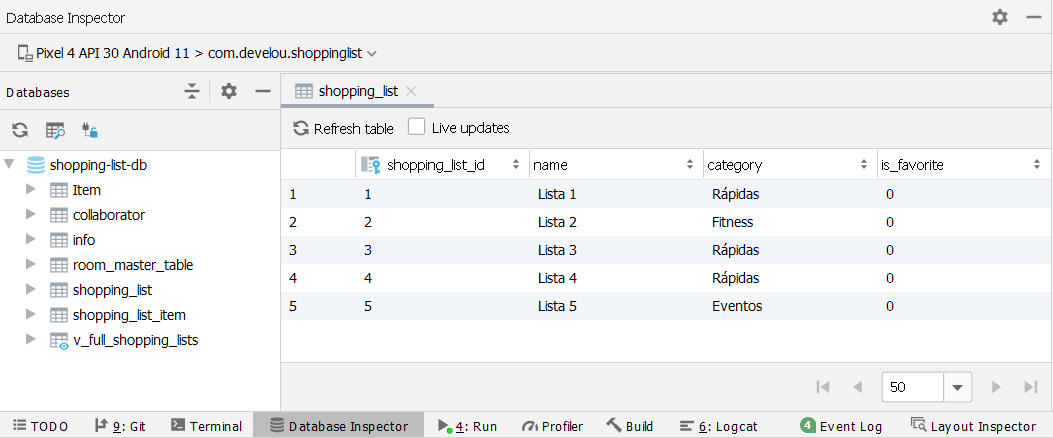 Database Inspector
Pixel 4 API 30 Android 11 > com.develou.shoppinglist
Databases
shopping_list
Refresh table Live updates
shopping-list-db
Item
collaborator
info
room_master_table
shopping_list
shopping_list_item
v_full_shopping_lists
shopping_list_id name category is_favorite
1 1 Lista 1 Rápidas 0
2 2 Lista 2 Fitness 0
3 3 Lista 3 Rápidas 0
4 4 Lista 4 Rápidas 0
5 5 Lista 5 Eventos 0
50
TODO 9: Git Terminal Database Inspector 4: Run Profiler Build 6: Logcat 4 Event Log Layout Inspector